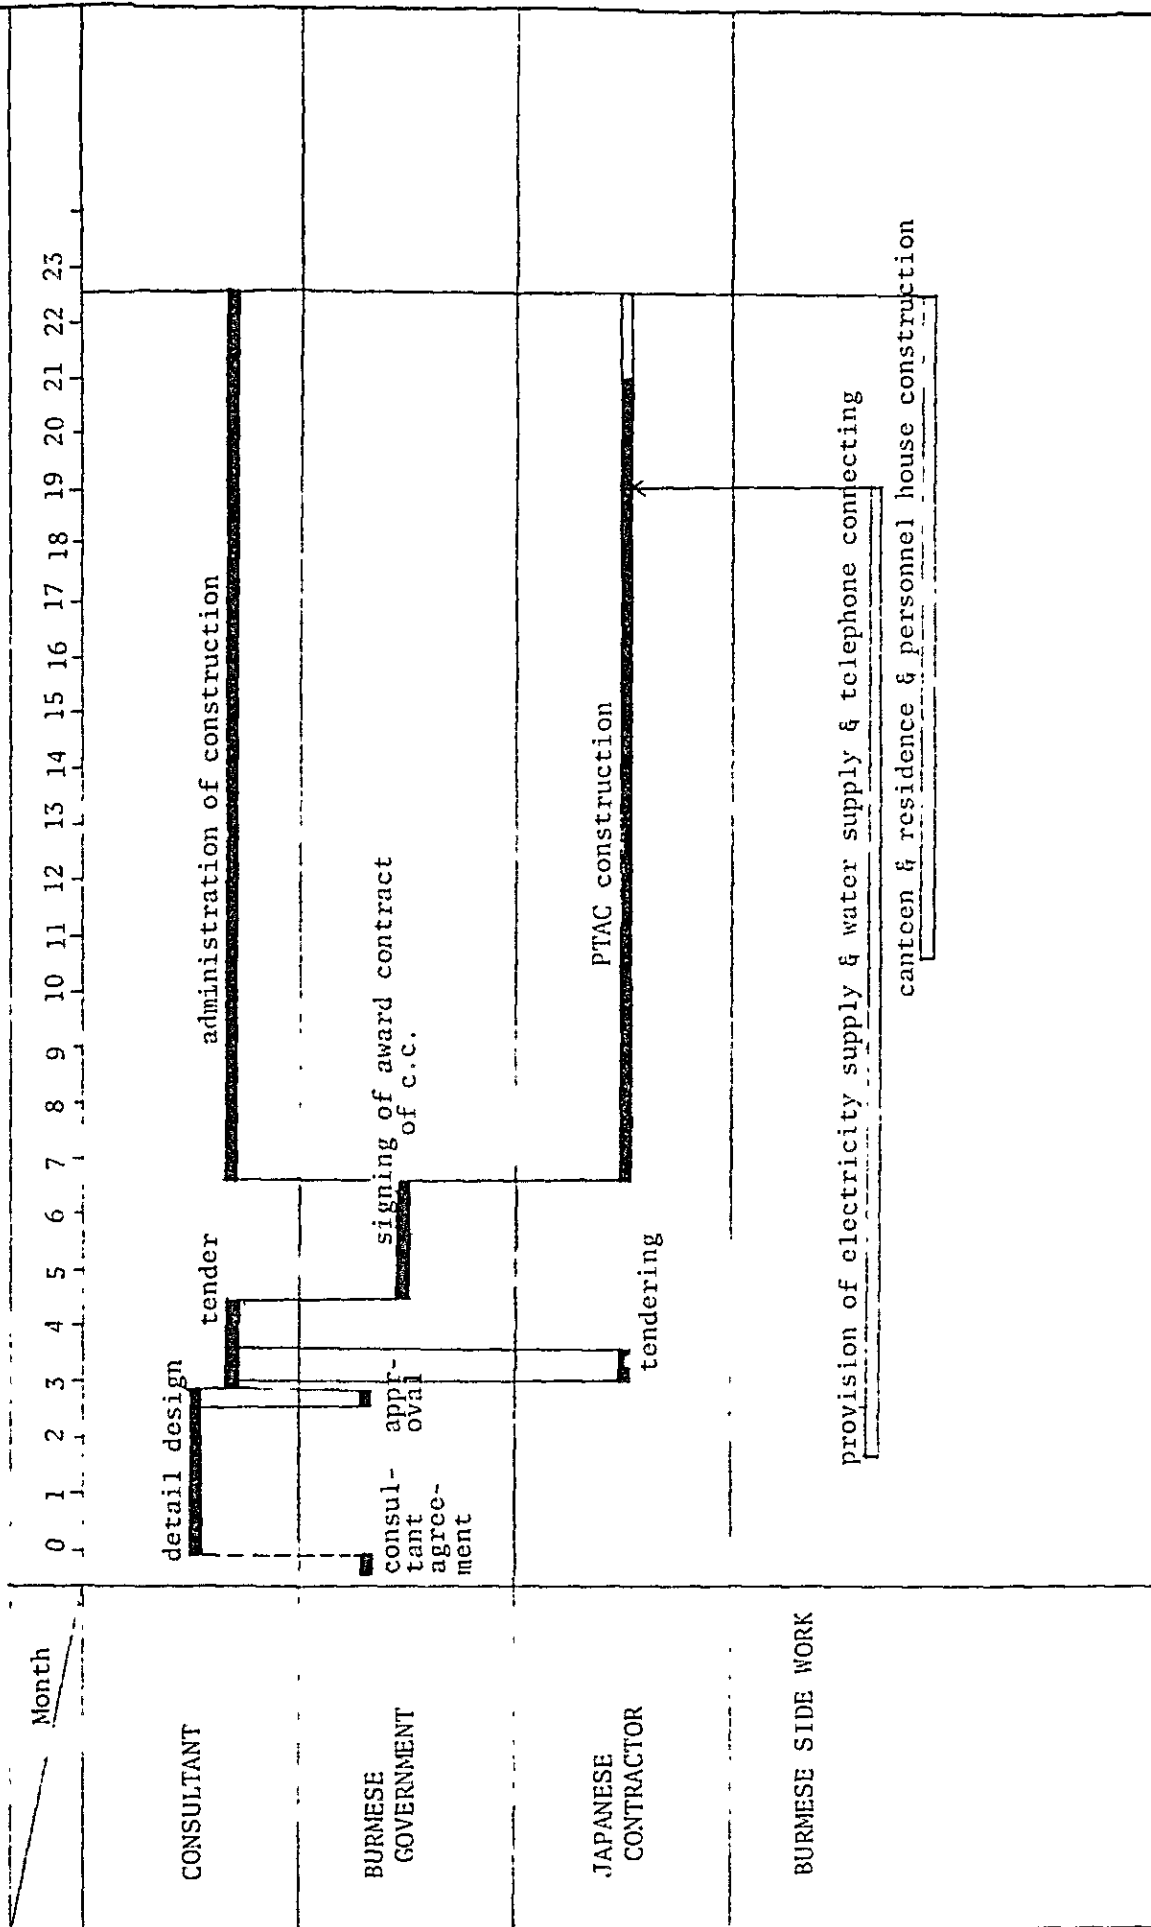 Month
0 1 2 3 4 5 6 7 8 9 10 11 12 13 14 15 16 17 18 19 20 21 22 23
CONSULTANT
detail design
tender
administration of construction
BURMESE
GOVERNMENT
consul-
tant
agree-
ment
appr-
oval
signing of award contract
of c.c.
JAPANESE
CONTRACTOR
tendering
PTAC construction
BURMESE SIDE WORK
provision of electricity supply & water supply & telephone connecting
canteen & residence & personnel house construction